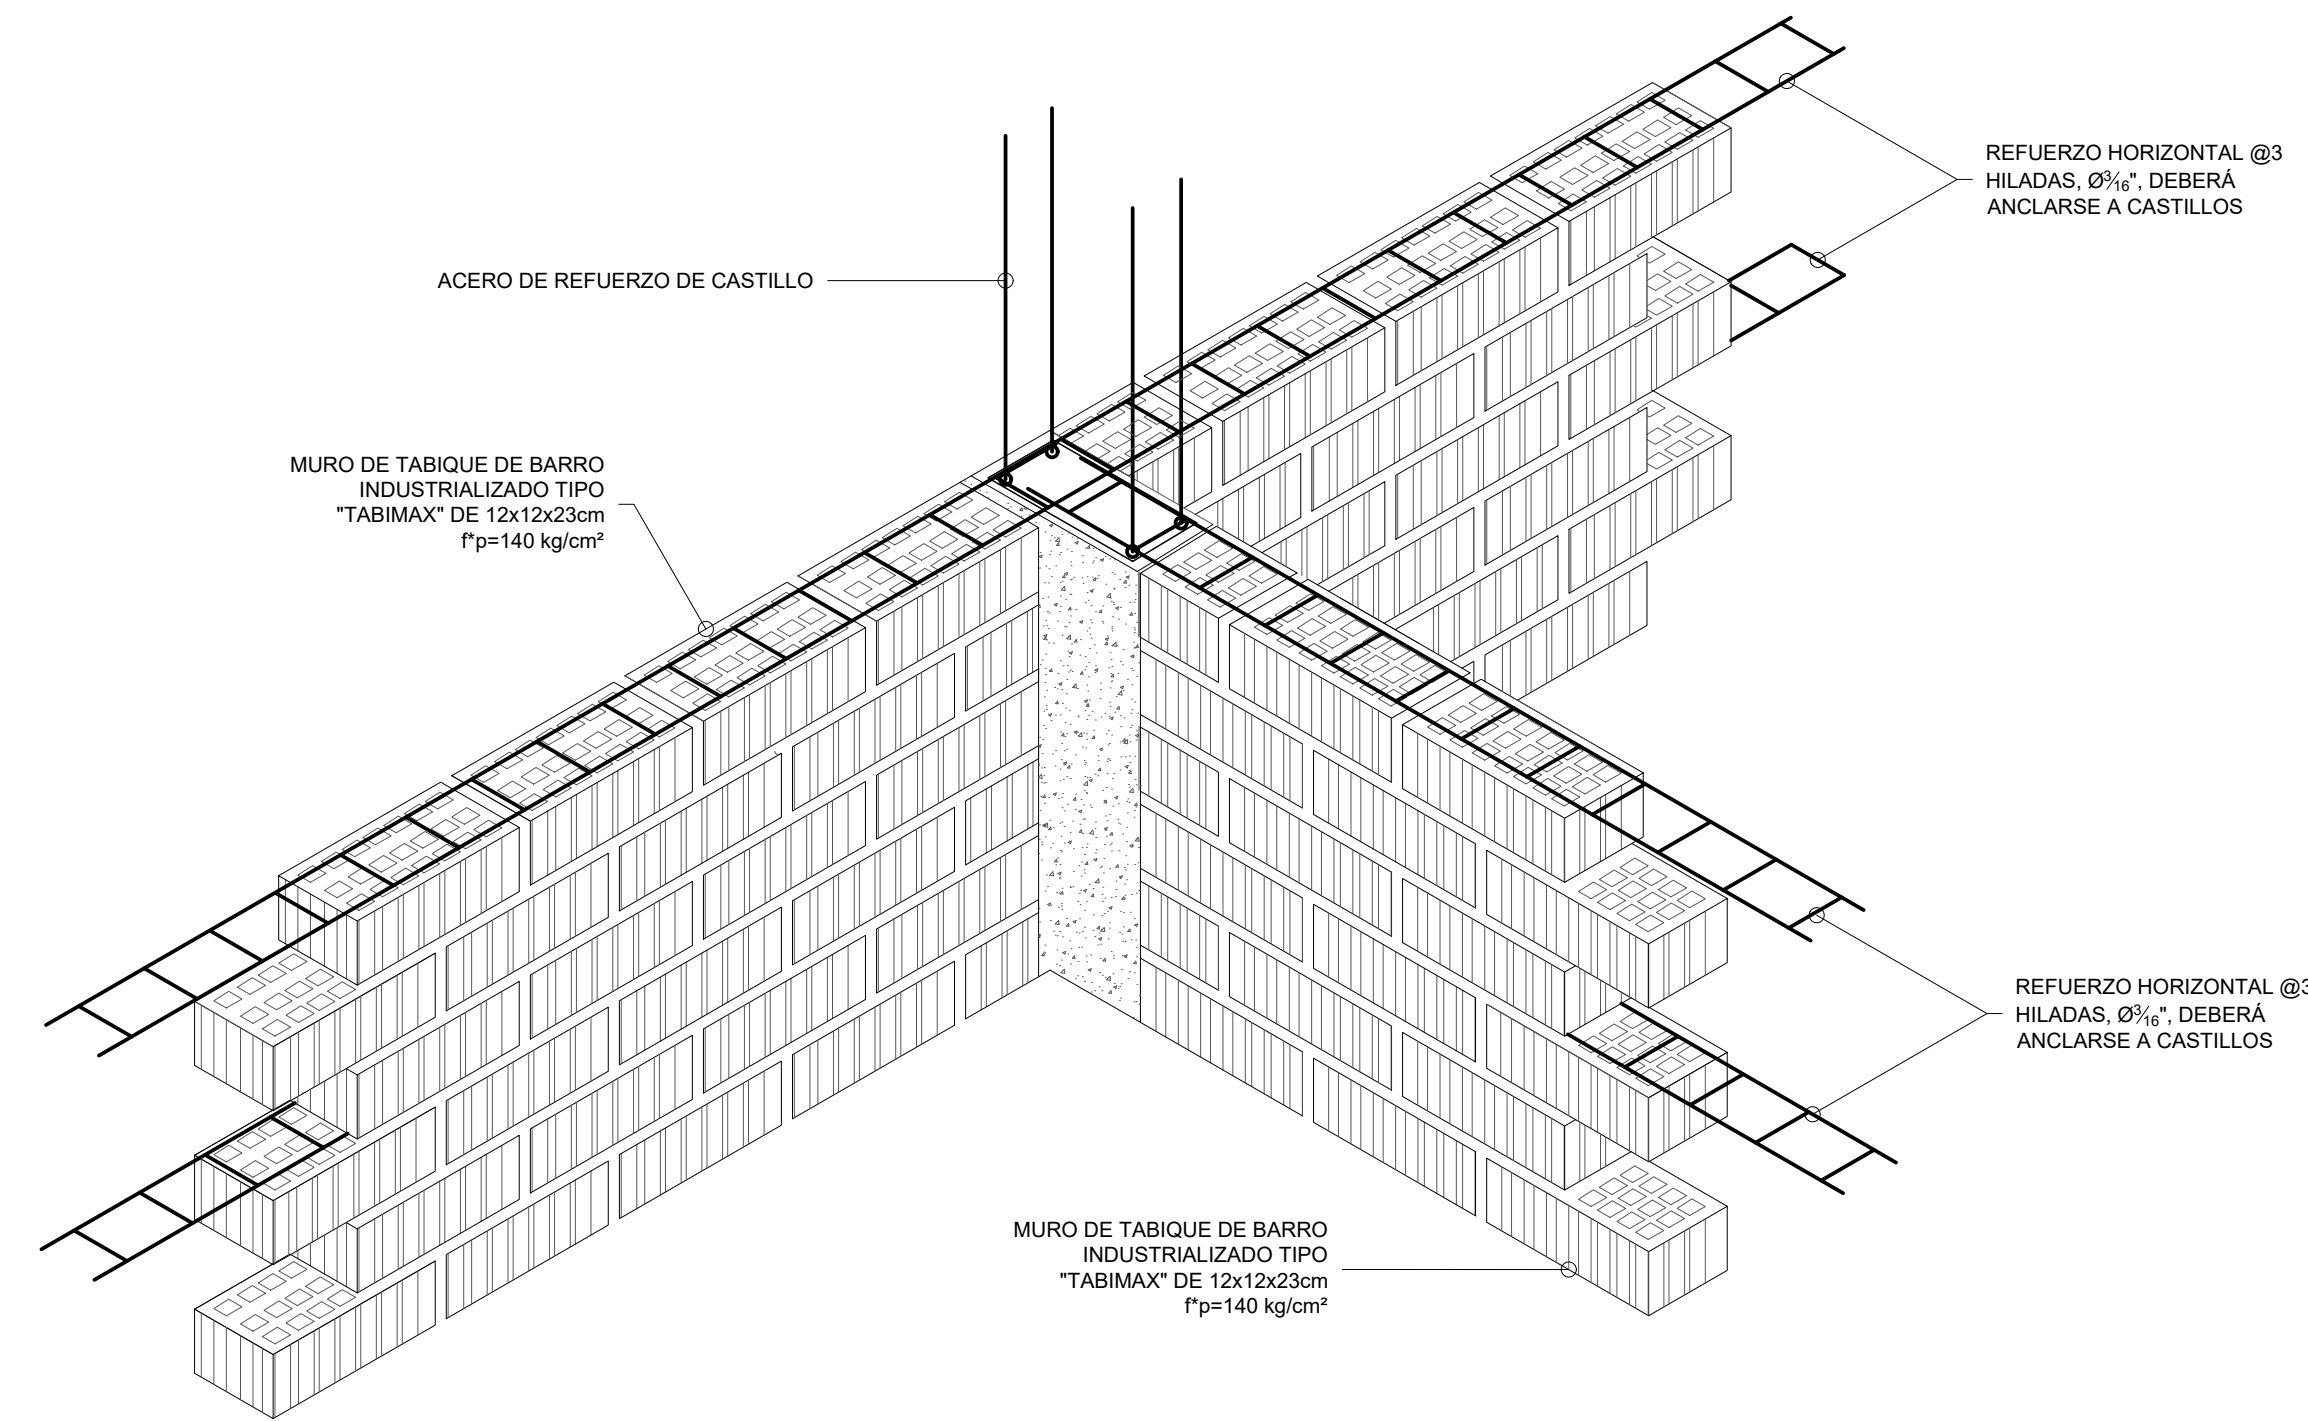 REFUERZO HORIZONTAL @3
HILADAS, Ø3/16", DEBERÁ
ANCLARSE A CASTILLOS
ACERO DE REFUERZO DE CASTILLO
MURO DE TABIQUE DE BARRO
INDUSTRIALIZADO TIPO
"TABIMAX" DE 12x12x23cm
f*p=140 kg/cm²
REFUERZO HORIZONTAL @3
HILADAS, Ø3/16", DEBERÁ
ANCLARSE A CASTILLOS
MURO DE TABIQUE DE BARRO
INDUSTRIALIZADO TIPO
"TABIMAX" DE 12x12x23cm
f*p=140 kg/cm²